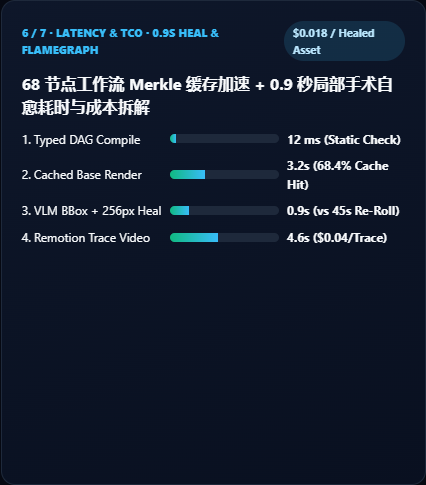 6 / 7 · LATENCY & TCO · 0.9S HEAL &
FLAMEGRAPH
$0.018 / Healed
Asset
68 节点工作流 Merkle 缓存加速 + 0.9 秒局部手术自
愈耗时与成本拆解
1. Typed DAG Compile
12 ms (Static Check)
2. Cached Base Render
3.2s (68.4% Cache
Hit)
3. VLM BBox + 256px Heal
0.9s (vs 45s Re-Roll)
4. Remotion Trace Video
4.6s ($0.04/Trace)